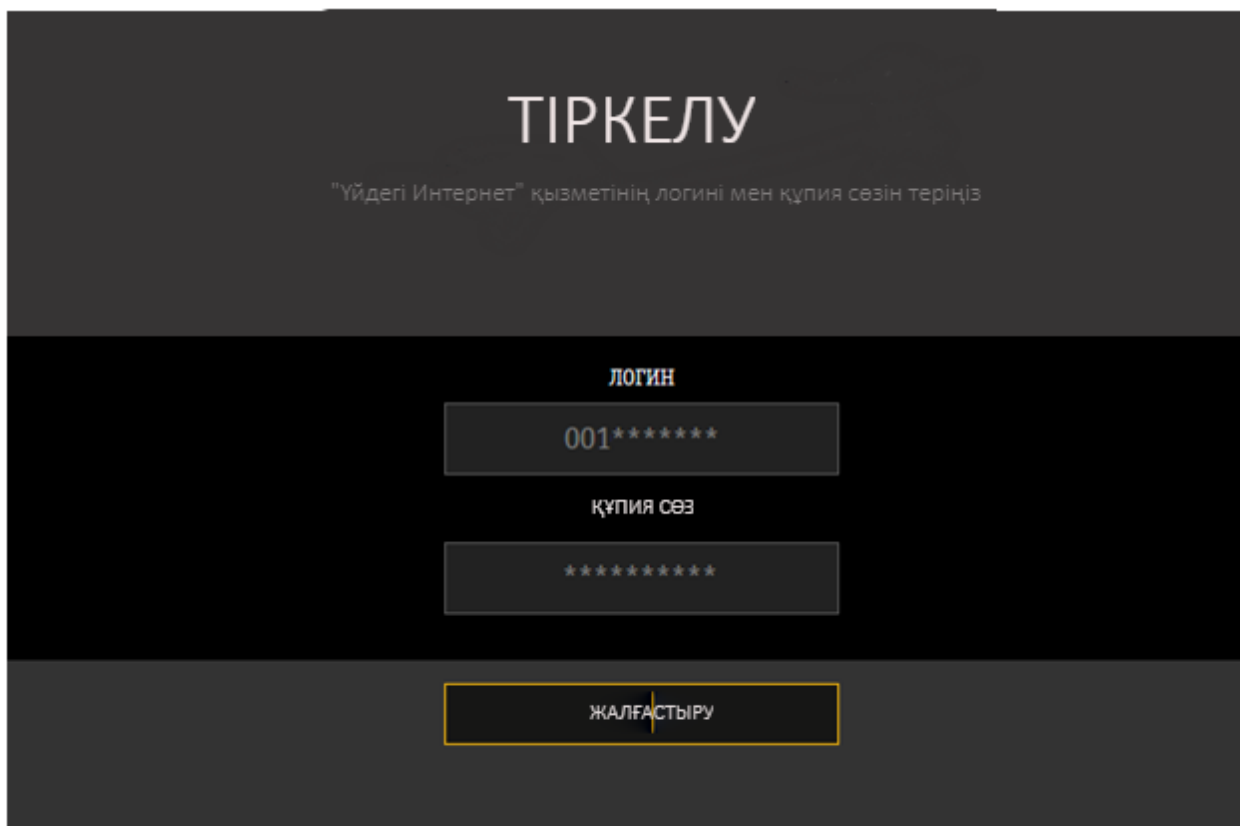 ТІРКЕЛУ
"Үйдегі Интернет" қызметінің логині мен құпия сөзін теріңіз
ЛОГИН
001*******
ҚҰПИЯ СӨЗ
**********
ЖАЛҒАСТЫРУ